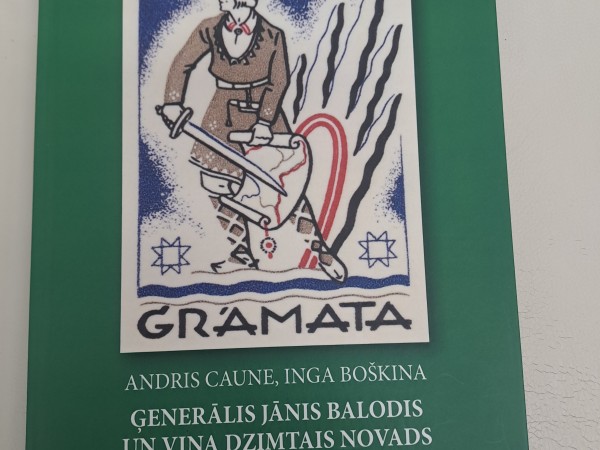 GRĀMATA
ANDRIS CAUNE, INGA BOŠKINA
ĢENERĀLIS JĀNIS BALODIS
UN VIŅA DZIMTAIS NOVADS